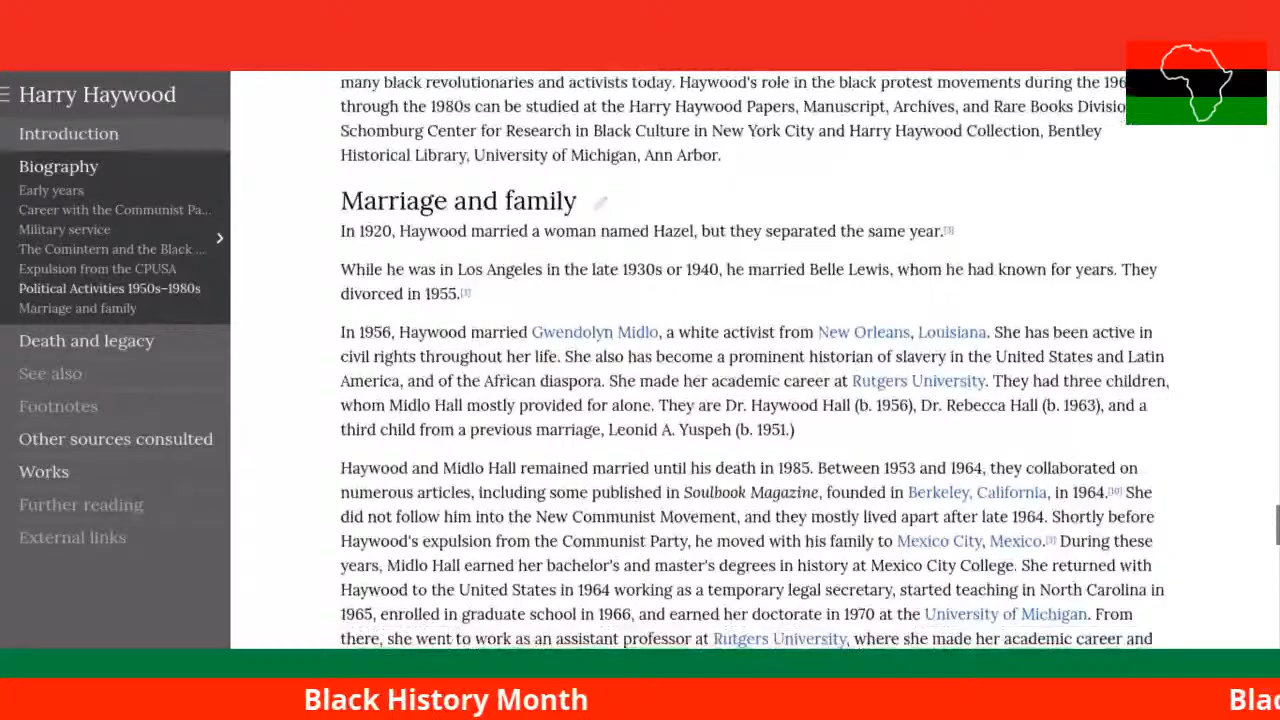 Harry Haywood
Introduction
Biography
Early years
Career with the Communist Pa...
Military service
The Comintern and the Black ...
Expulsion from the CPUSA
Political Activities 1950s–1980s
Marriage and family
Death and legacy
See also
Footnotes
Other sources consulted
Works
Further reading
External links
many black revolutionaries and activists today. Haywood's role in the black protest movements during the 196
through the 1980s can be studied at the Harry Haywood Papers, Manuscript, Archives, and Rare Books Divisio
Schomburg Center for Research in Black Culture in New York City and Harry Haywood Collection, Bentley
Historical Library, University of Michigan, Ann Arbor.
Marriage and family
In 1920, Haywood married a woman named Hazel, but they separated the same year.[3]
While he was in Los Angeles in the late 1930s or 1940, he married Belle Lewis, whom he had known for years. They
divorced in 1955.[3]
In 1956, Haywood married Gwendolyn Midlo, a white activist from New Orleans, Louisiana. She has been active in
civil rights throughout her life. She also has become a prominent historian of slavery in the United States and Latin
America, and of the African diaspora. She made her academic career at Rutgers University. They had three children,
whom Midlo Hall mostly provided for alone. They are Dr. Haywood Hall (b. 1956), Dr. Rebecca Hall (b. 1963), and a
third child from a previous marriage, Leonid A. Yuspeh (b. 1951.)
Haywood and Midlo Hall remained married until his death in 1985. Between 1953 and 1964, they collaborated on
numerous articles, including some published in Soulbook Magazine, founded in Berkeley, California, in 1964.[10] She
did not follow him into the New Communist Movement, and they mostly lived apart after late 1964. Shortly before
Haywood's expulsion from the Communist Party, he moved with his family to Mexico City, Mexico.[3] During these
years, Midlo Hall earned her bachelor's and master's degrees in history at Mexico City College. She returned with
Haywood to the United States in 1964 working as a temporary legal secretary, started teaching in North Carolina in
1965, enrolled in graduate school in 1966, and earned her doctorate in 1970 at the University of Michigan. From
there, she went to work as an assistant professor at Rutgers University, where she made her academic career and
Black History Month
Blac